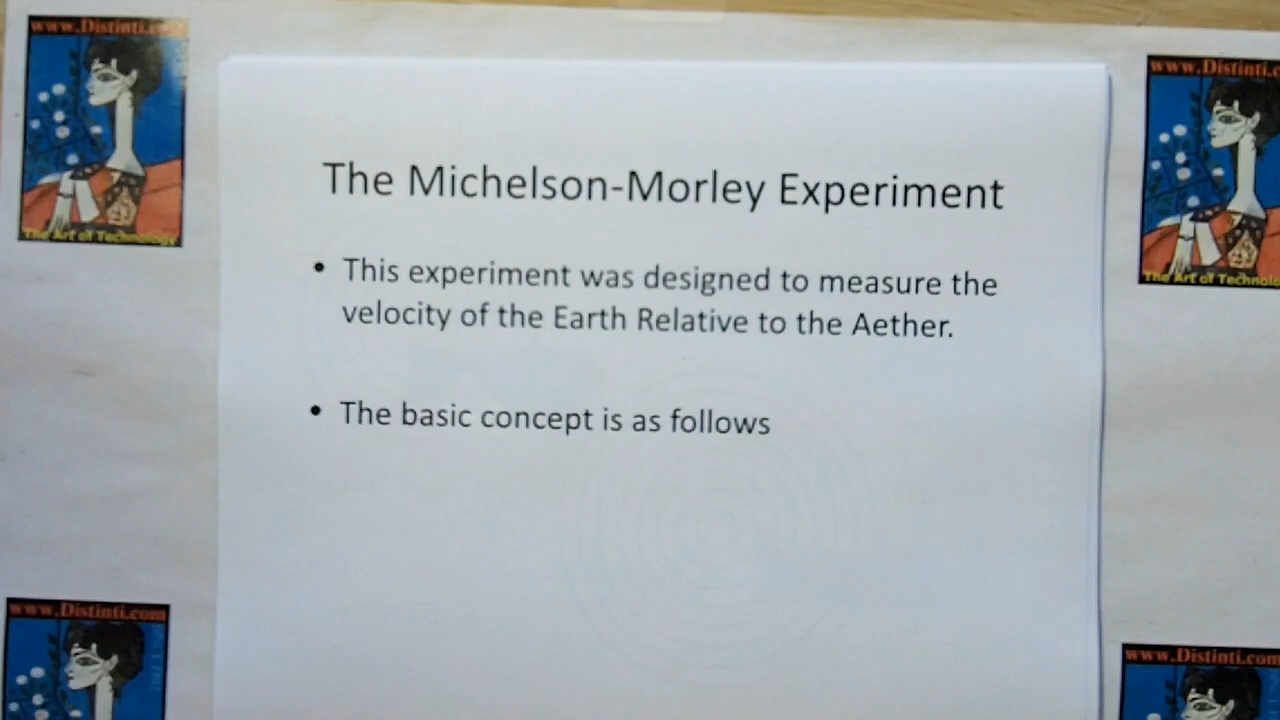 www.Distinti.com
www.Distinti.c
The Art of Technology
The Art of Technolo
The Michelson-Morley Experiment
• This experiment was designed to measure the
velocity of the Earth Relative to the Aether.
• The basic concept is as follows
www.Distinti.com
www.Distinti.com